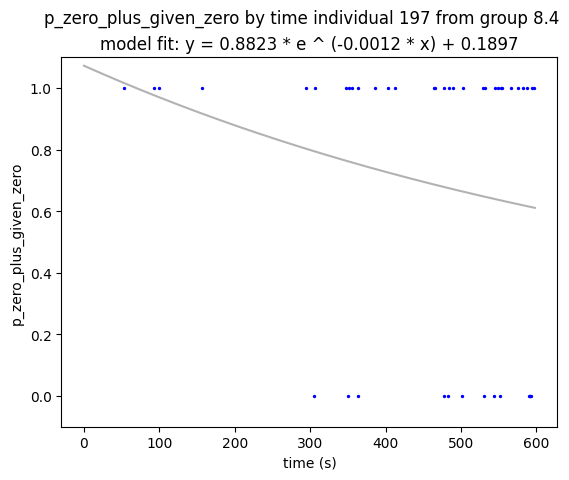 p_zero_plus_given_zero by time individual 197 from group 8.4
model fit: y = 0.8823 * e ^ (-0.0012 * x) + 0.1897
p_zero_plus_given_zero
1.0
0.8
0.6
0.4
0.2
0.0
0 100 200 300 400 500 600
time (s)